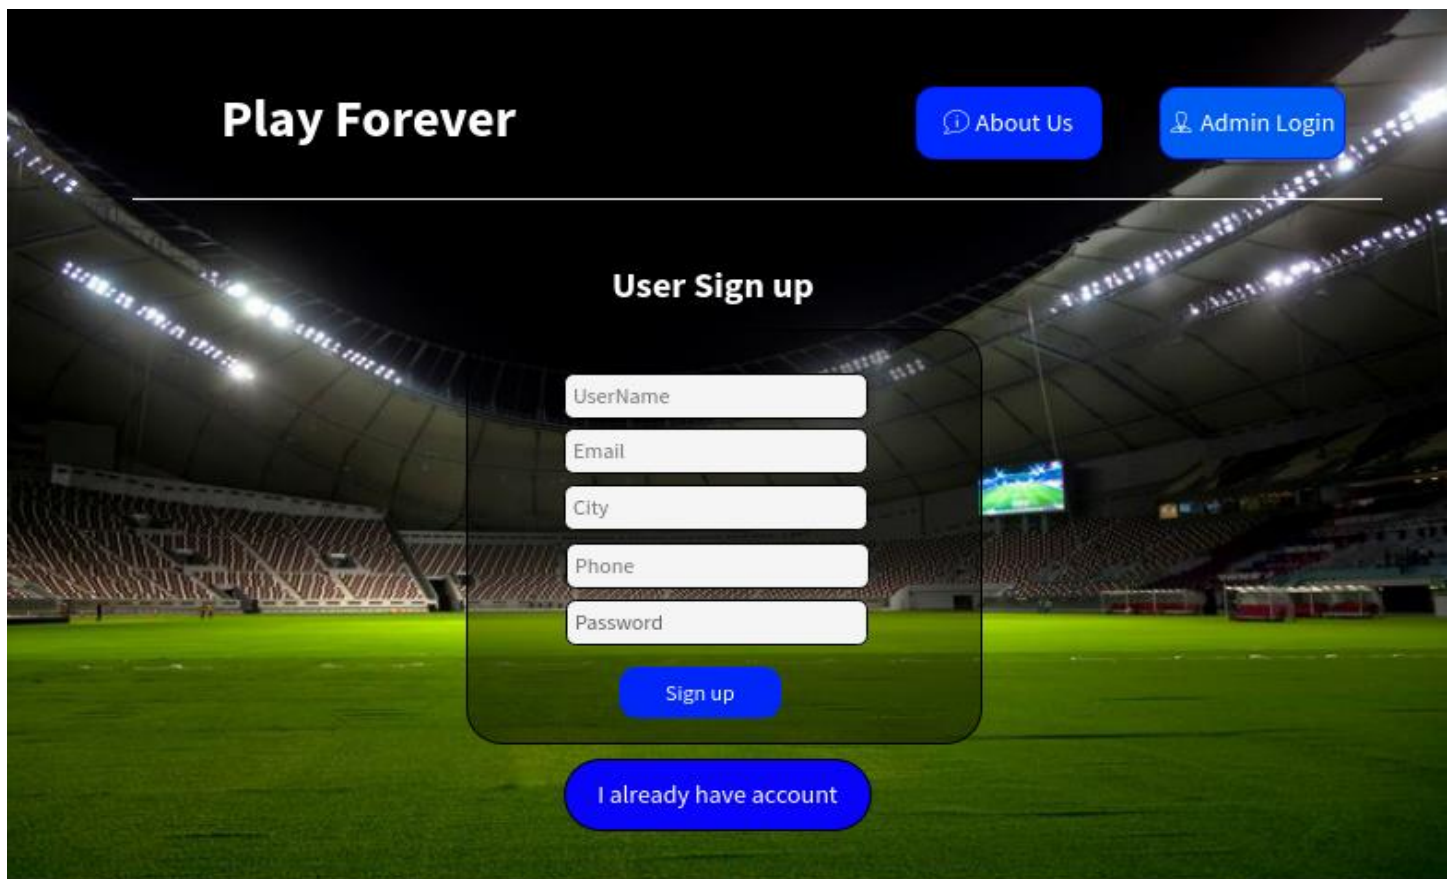 Play Forever
About Us
Admin Login
User Sign up
UserName
Email
City
Phone
Password
Sign up
I already have account